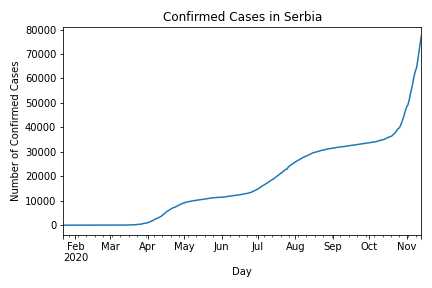 Confirmed Cases in Serbia
80000
70000
60000
50000
40000
30000
20000
10000
0
Number of Confirmed Cases
Feb Mar Apr May Jun Jul Aug Sep Oct Nov
2020
Day